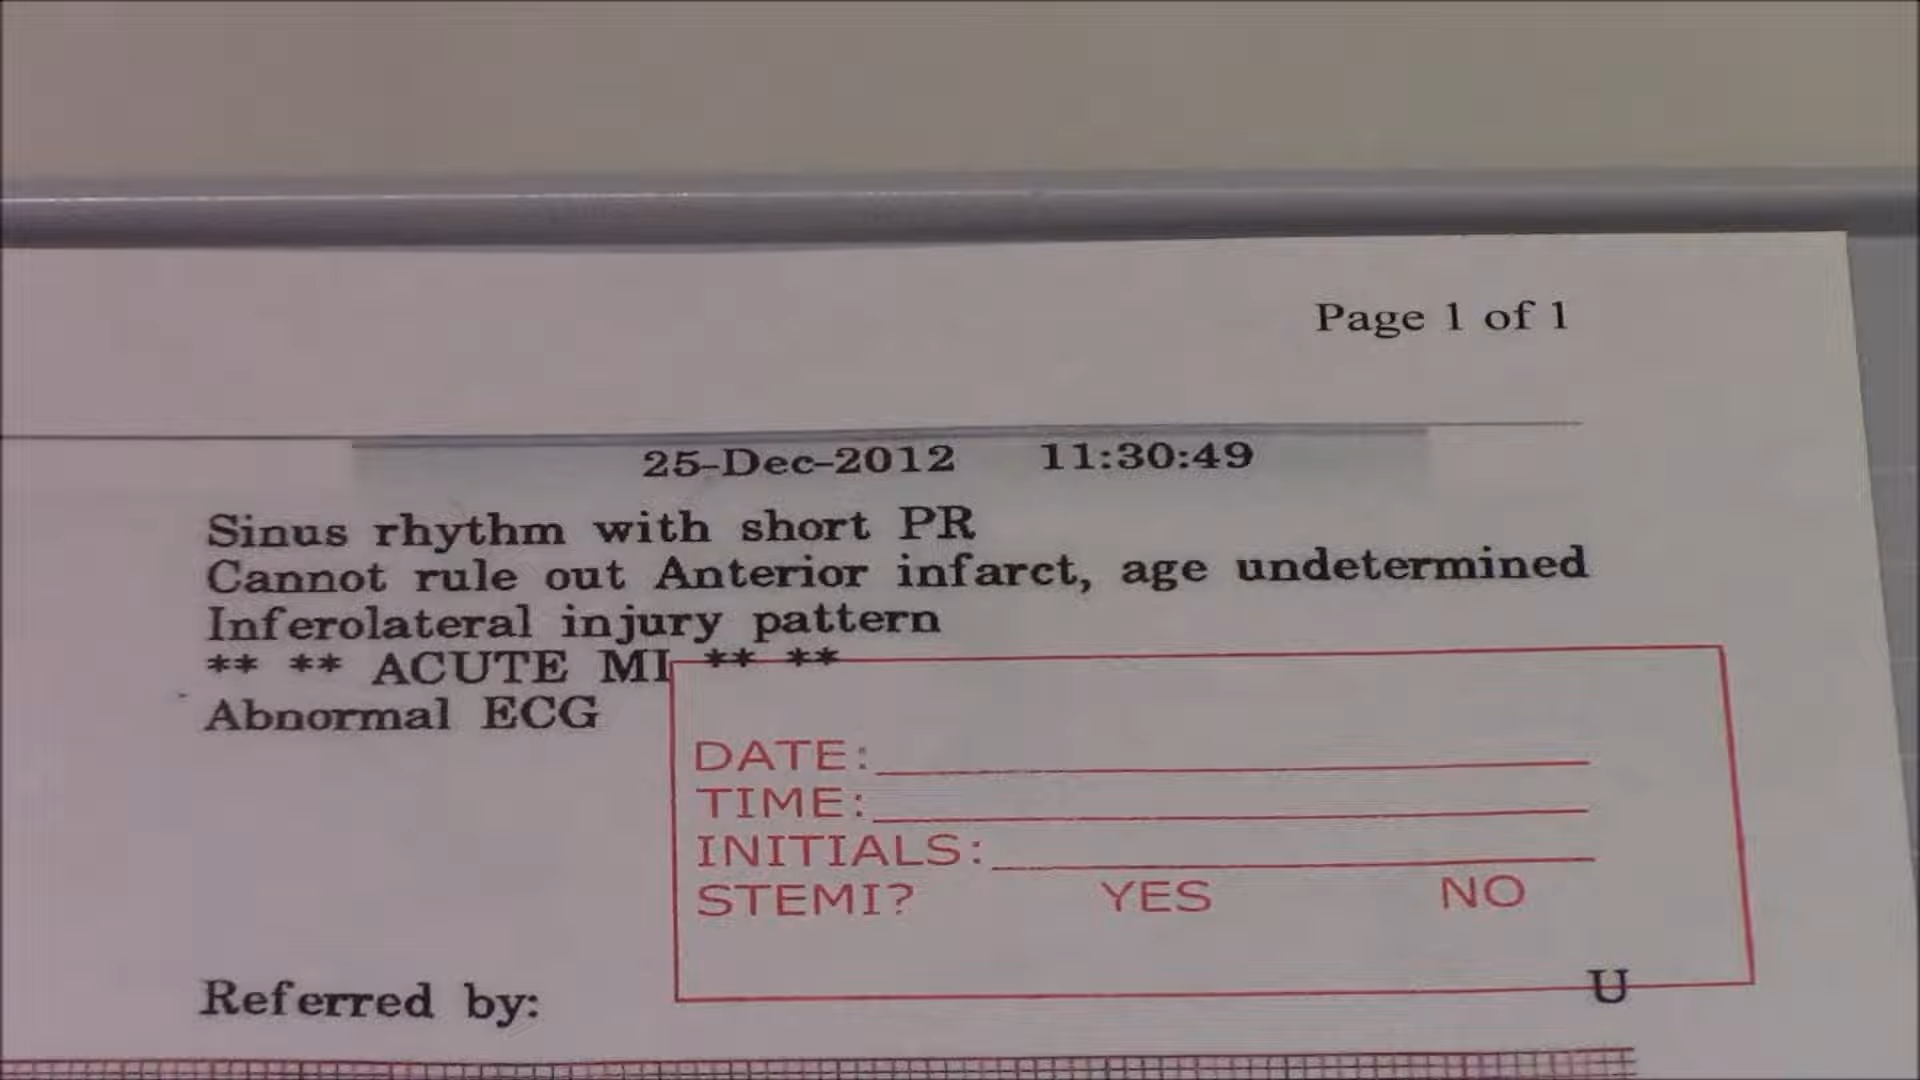 Page 1 of 1
25-Dec-2012 11:30:49
Sinus rhythm with short PR
Cannot rule out Anterior infarct, age undetermined
Inferolateral injury pattern
** ** ACUTE MI ** **
Abnormal ECG
DATE:
TIME:
INITIALS:
STEMI? YES NO
Referred by: U